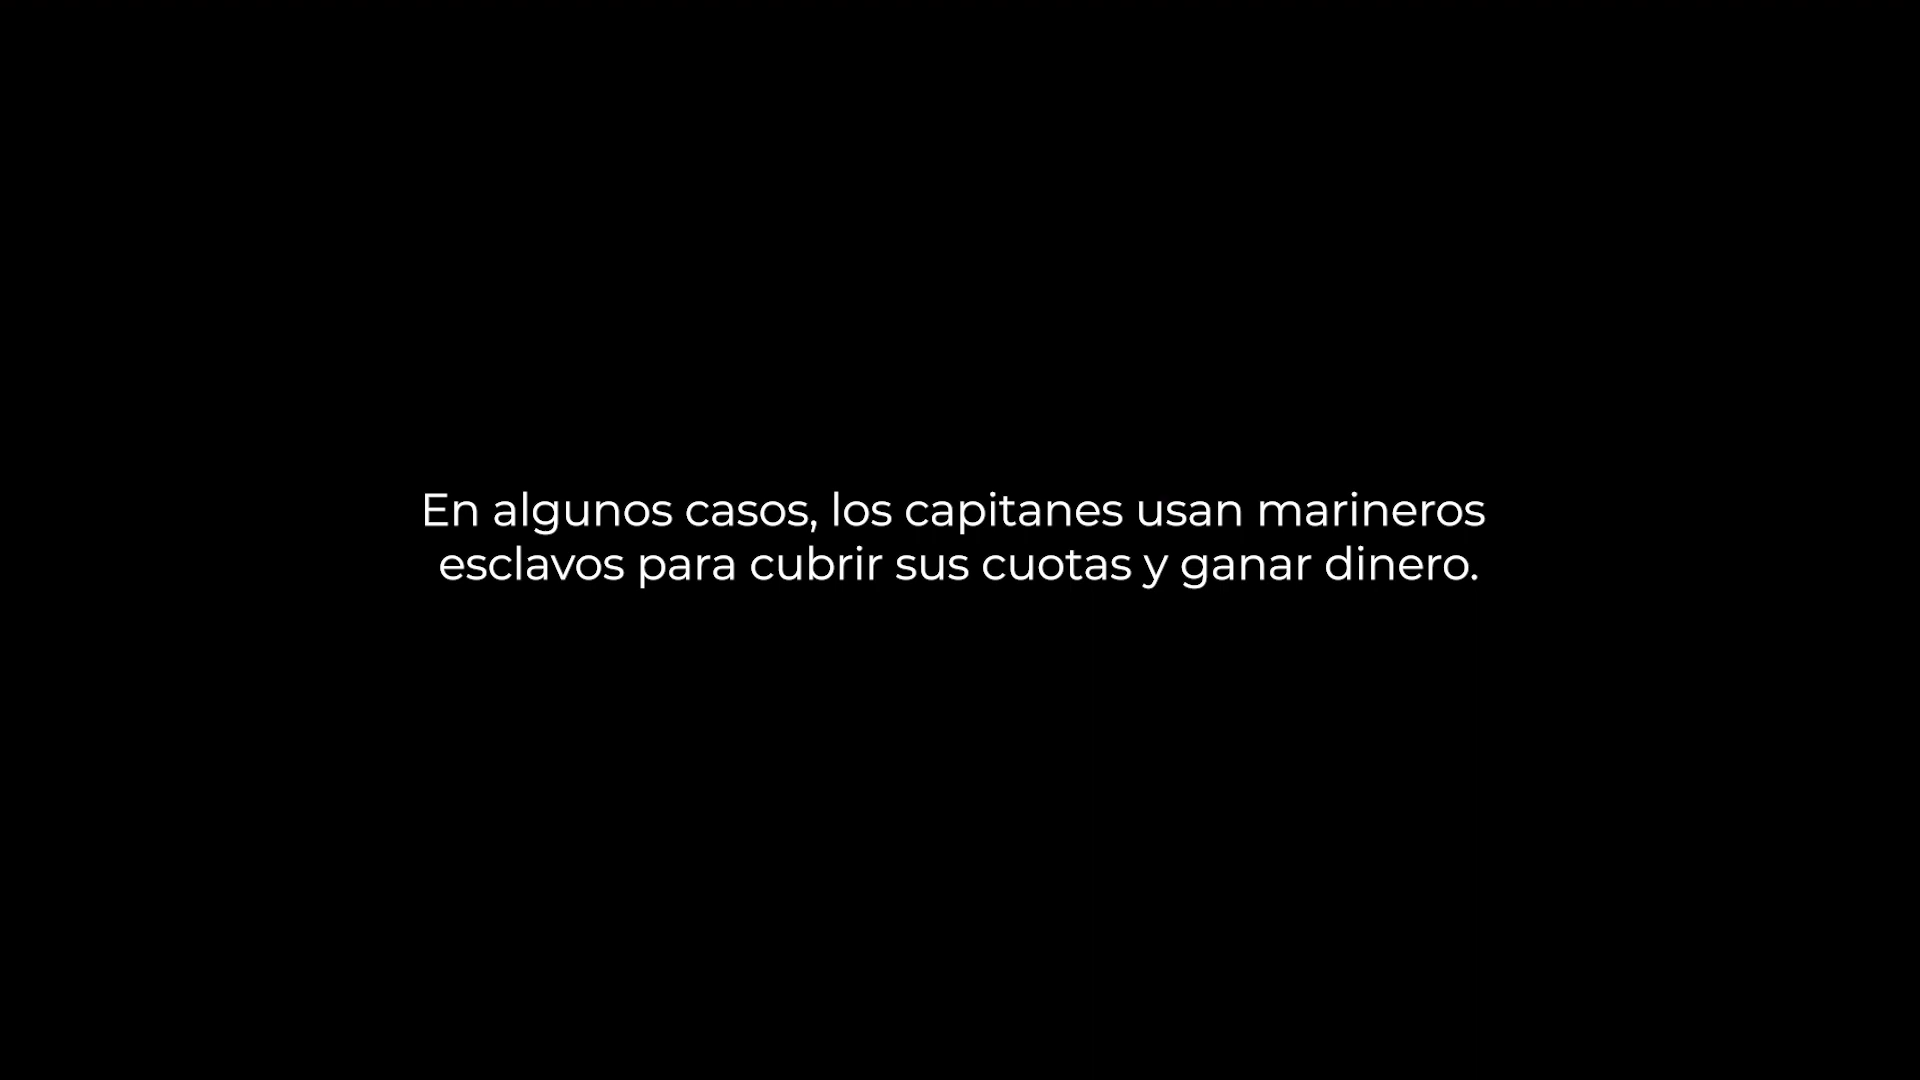 En algunos casos, los capitanes usan marineros
esclavos para cubrir sus cuotas y ganar dinero.